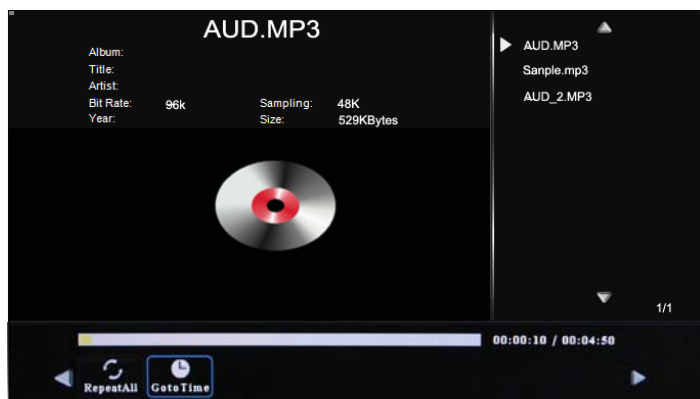 AUD.MP3
Album:
Title:
Artist:
Bit Rate: 96k Sampling: 48K
Year: Size: 529KBytes
AUD.MP3
Sanple.mp3
AUD_2.MP3
1/1
00:00:10 / 00:04:50
RepeatAll GotoTime